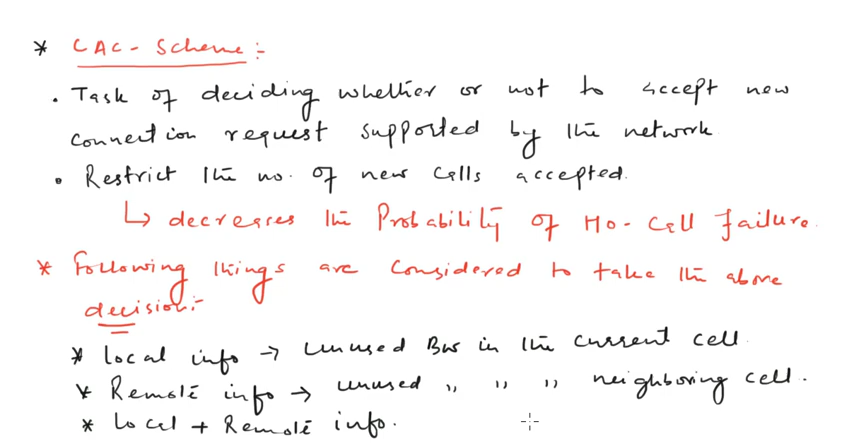 * CAC - Scheme :-
. Task of deciding whether or not to accept new
connection request supported by the network
. Restrict the no. of new calls accepted.
↳ decreases the Probability of HO - Call failure.
* Following things are considered to take the above
decision:-
* Local info → unused BW in the current cell.
* Remote info → unused " " " neighboring cell.
* Local + Remote info.